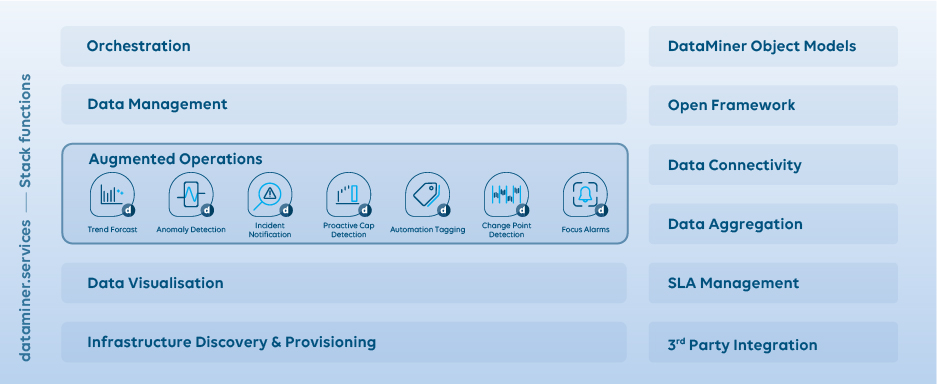 dataminer.services — Stack functions
Orchestration
Data Management
Augmented Operations
d
Trend Forcast
d
Anomaly Detection
d
Incident
Notification
d
Proactive Cap
Detection
d
Automation Tagging
d
Change Point
Detection
d
Focus Alarms
Data Visualisation
Infrastructure Discovery & Provisioning
DataMiner Object Models
Open Framework
Data Connectivity
Data Aggregation
SLA Management
3rd Party Integration